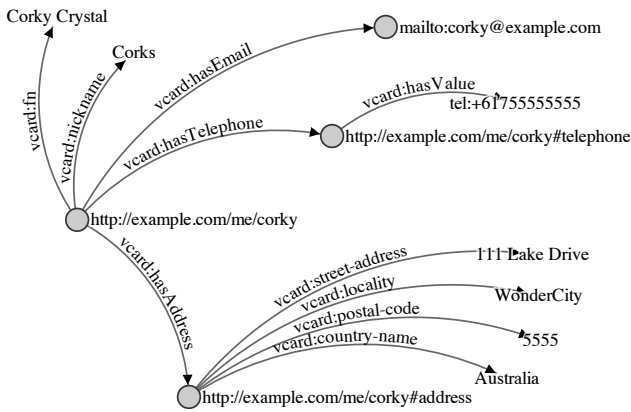 Corky Crystal
Corks
mailto:corky@example.com
vcard:fn
vcard:nickname
vcard:hasEmail
vcard:hasValue
tel:+61755555555
vcard:hasTelephone
http://example.com/me/corky#telephone
http://example.com/me/corky
vcard:hasAddress
vcard:street-address
111 Lake Drive
vcard:locality
WonderCity
vcard:postal-code
5555
vcard:country-name
Australia
http://example.com/me/corky#address